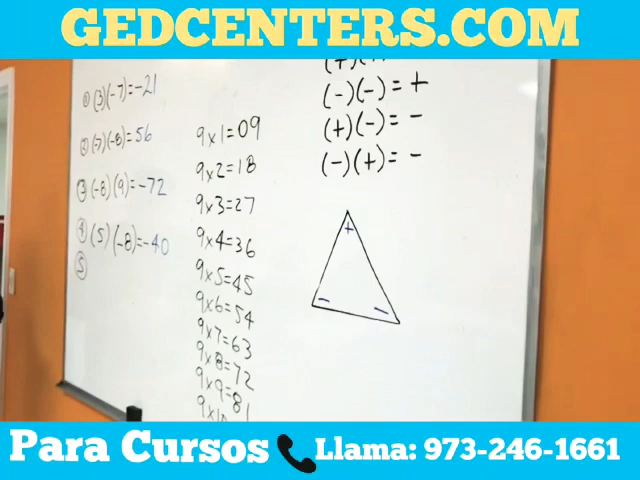 GEDCENTERS.COM
① (3)(-7)=-21
② (-7)(-8)=56
③ (-8)(9)=-72
④ (5)(-8)=-40
⑤
9x1=09
9x2=18
9x3=27
9x4=36
9x5=45
9x6=54
9x7=63
9x8=72
9x9=81
9x10
(-)(-)=+
(+)(-)=-
(-)(+)=-
+
-
-
Para Cursos
Llama: 973-246-1661